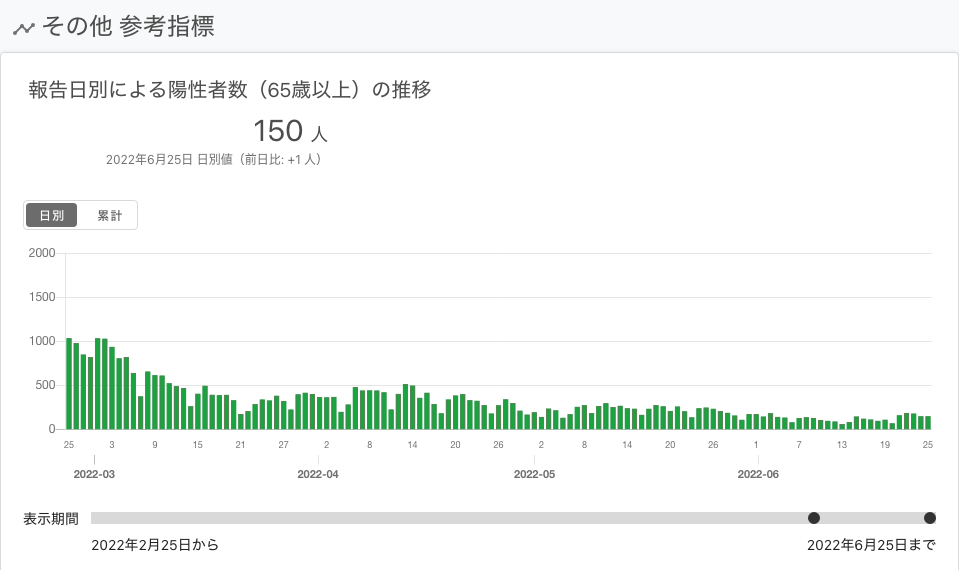 その他 参考指標
報告日別による陽性者数（65歳以上）の推移
150 人
2022年6月25日 日別値（前日比: +1 人）
日別 累計
2000
1500
1000
500
0
25 3 9 15 21 27 2 8 14 20 26 2 8 14 20 26 1 7 13 19 25
2022-03 2022-04 2022-05 2022-06
表示期間
2022年2月25日から 2022年6月25日まで